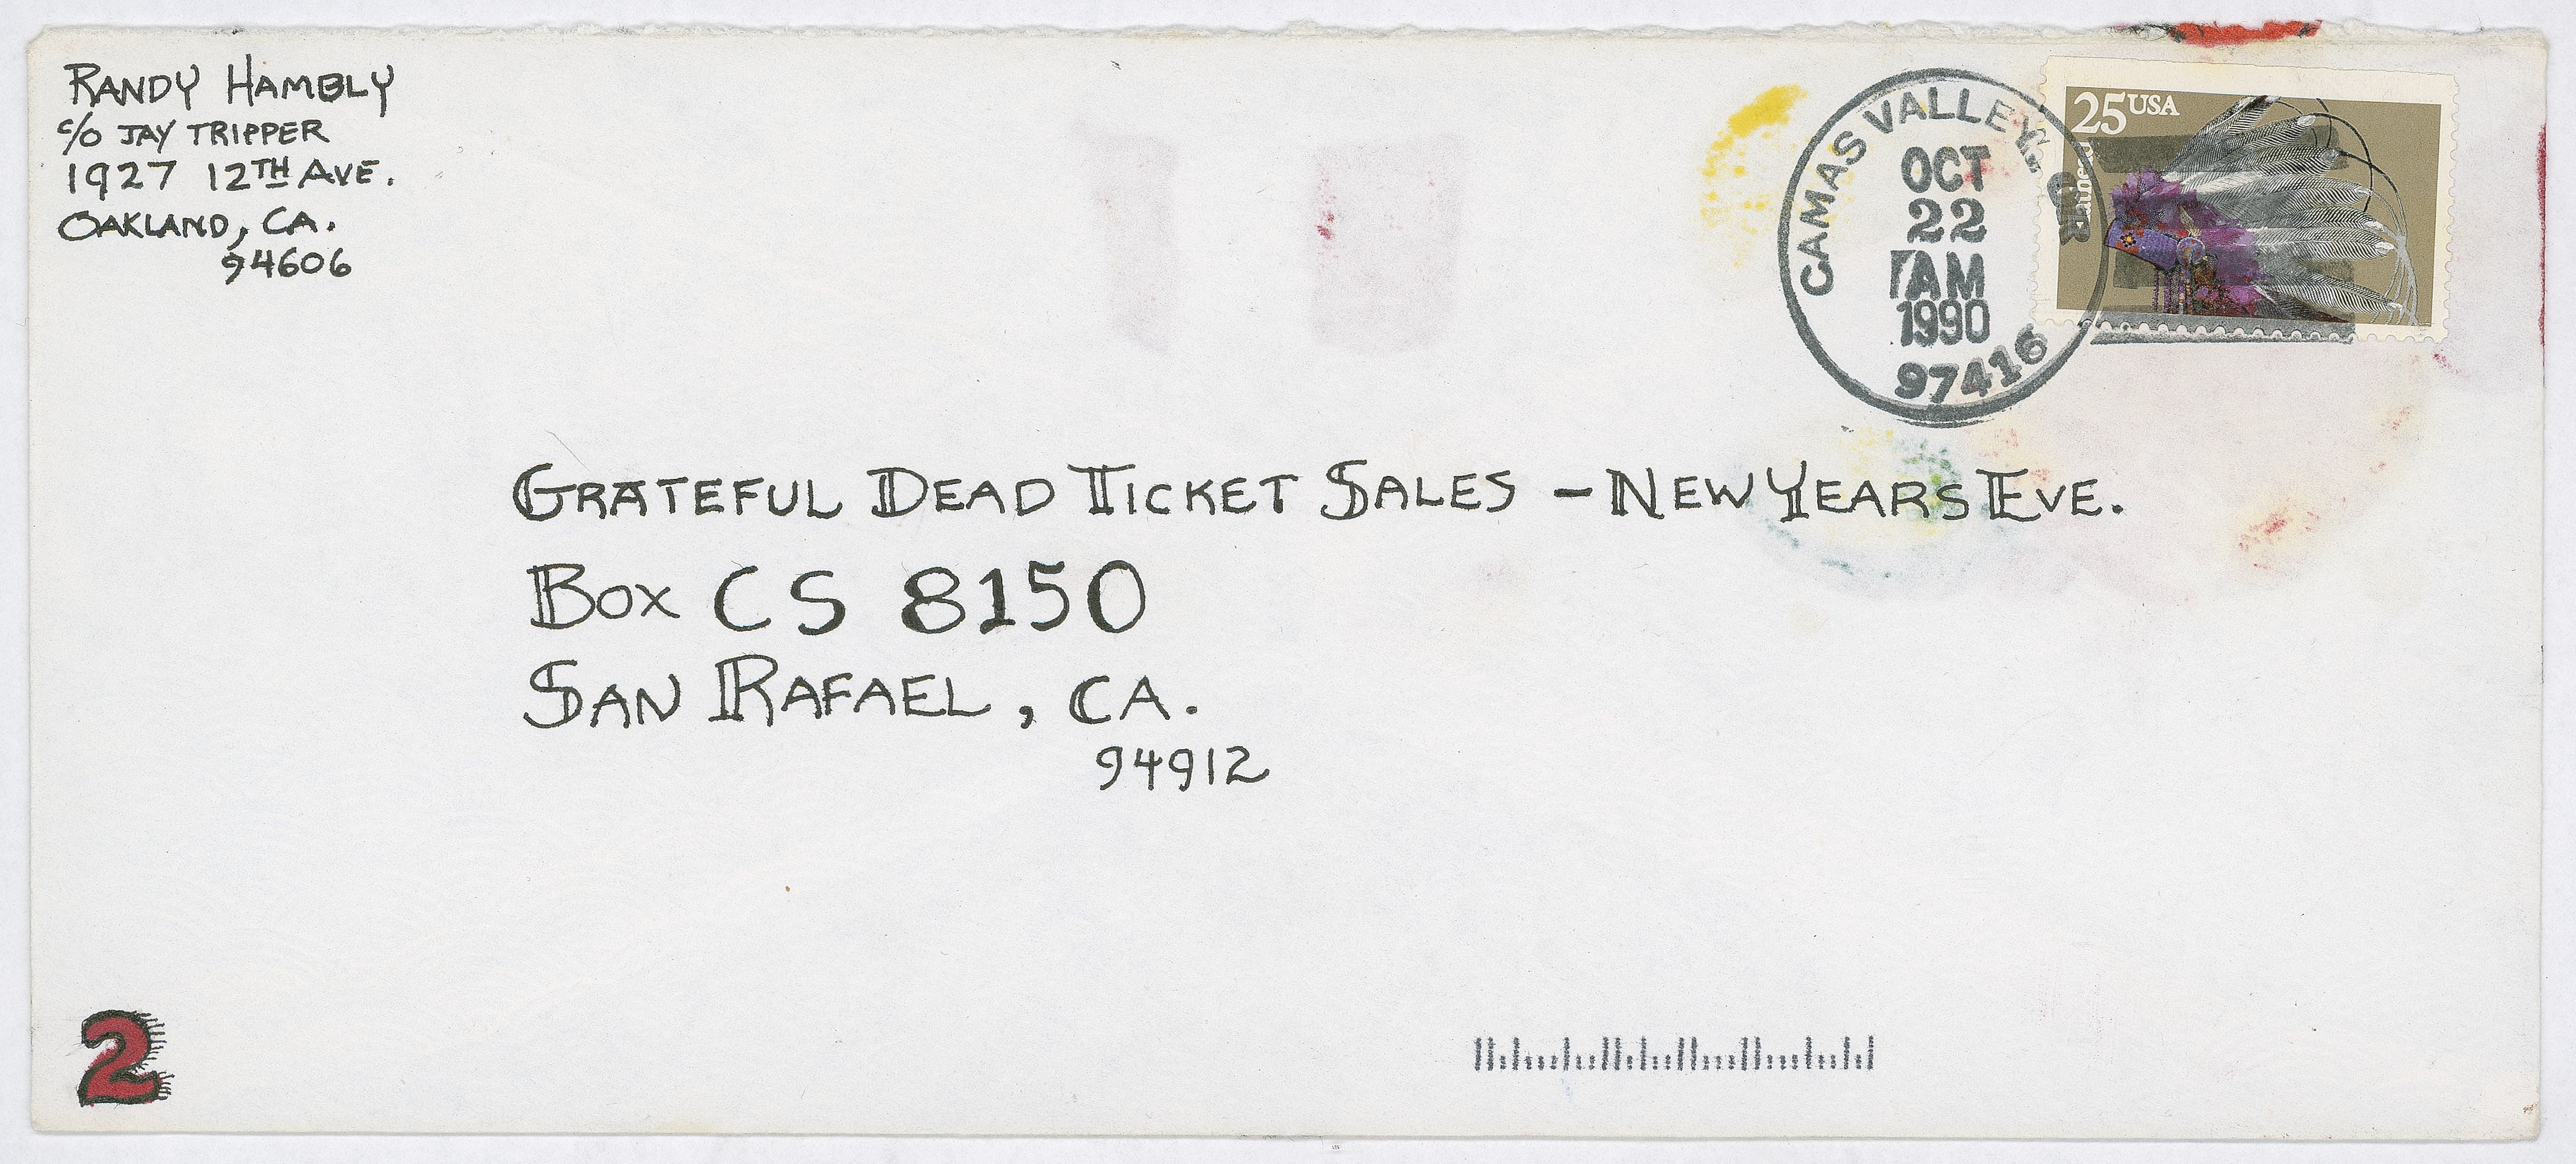 RANDY HAMBLY
c/o JAY TRIPPER
1927 12TH AVE.
OAKLAND, CA.
94606
CAMAS VALLEY, OR
OCT
22
AM
1990
97416
25 USA
GRATEFUL DEAD TICKET SALES - NEW YEARS EVE.
BOX CS 8150
SAN RAFAEL, CA.
94912
2